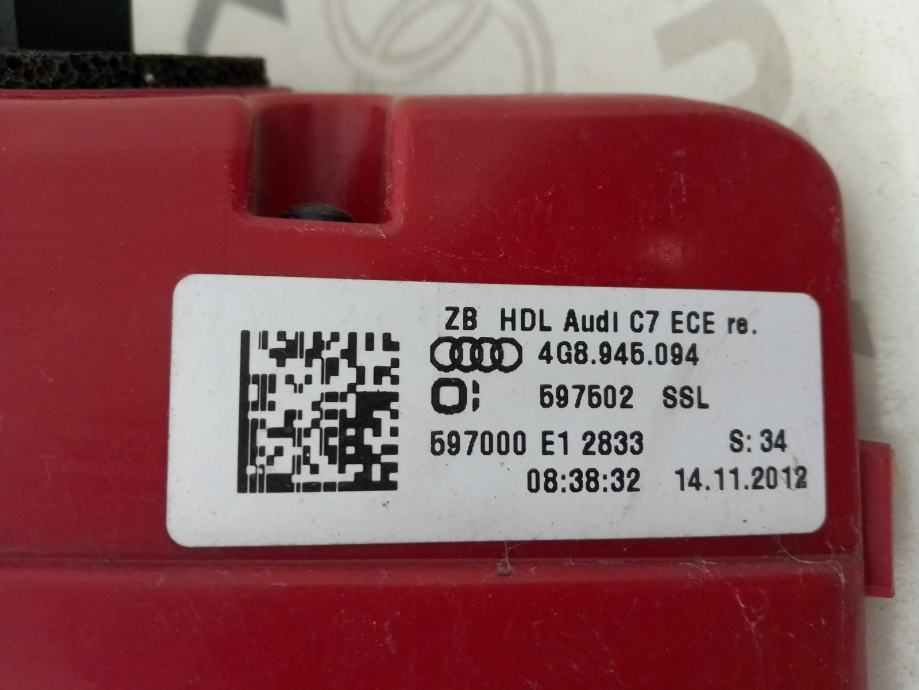 ZB HDL Audi C7 ECE re.
4G8.945.094
597502 SSL
597000 E1 2833 S: 34
08:38:32 14.11.2012